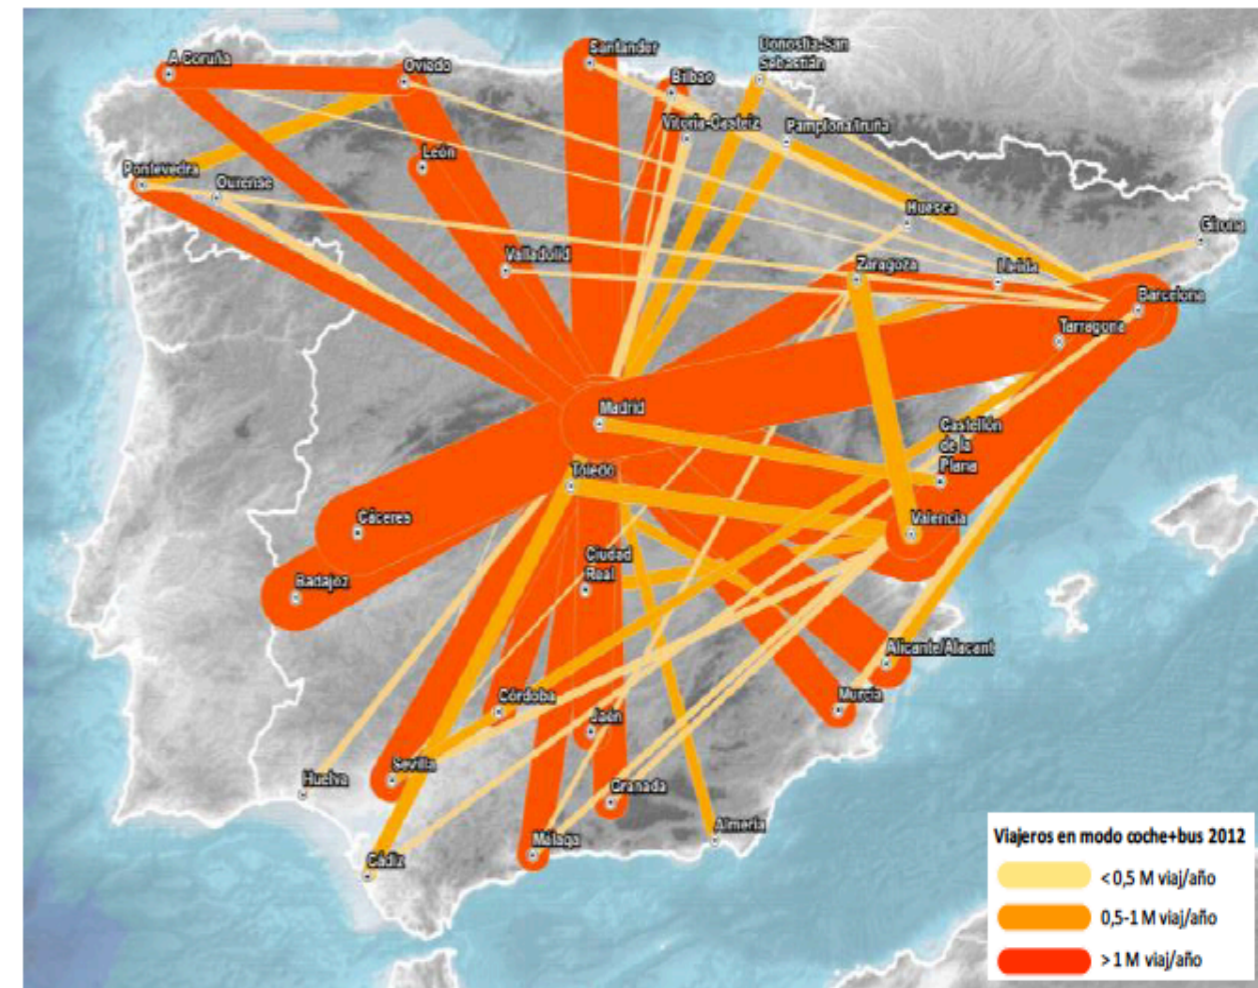 A Coruña
Oviedo
Santander
Bilbao
Donostia-San
Sebastián
Vitoria-Gasteiz
Pamplona/Iruña
León
Pontevedra
Ourense
Huesca
Girona
Valladolid
Zaragoza
Lleida
Barcelona
Tarragona
Madrid
Castellón
de la
Plana
Toledo
Cáceres
Valencia
Ciudad
Real
Badajoz
Alicante/Alacant
Córdoba
Murcia
Jaén
Huelva
Sevilla
Granada
Almería
Málaga
Cádiz
Viajeros en modo coche+bus 2012
< 0,5 M viaj/año
0,5-1 M viaj/año
> 1 M viaj/año